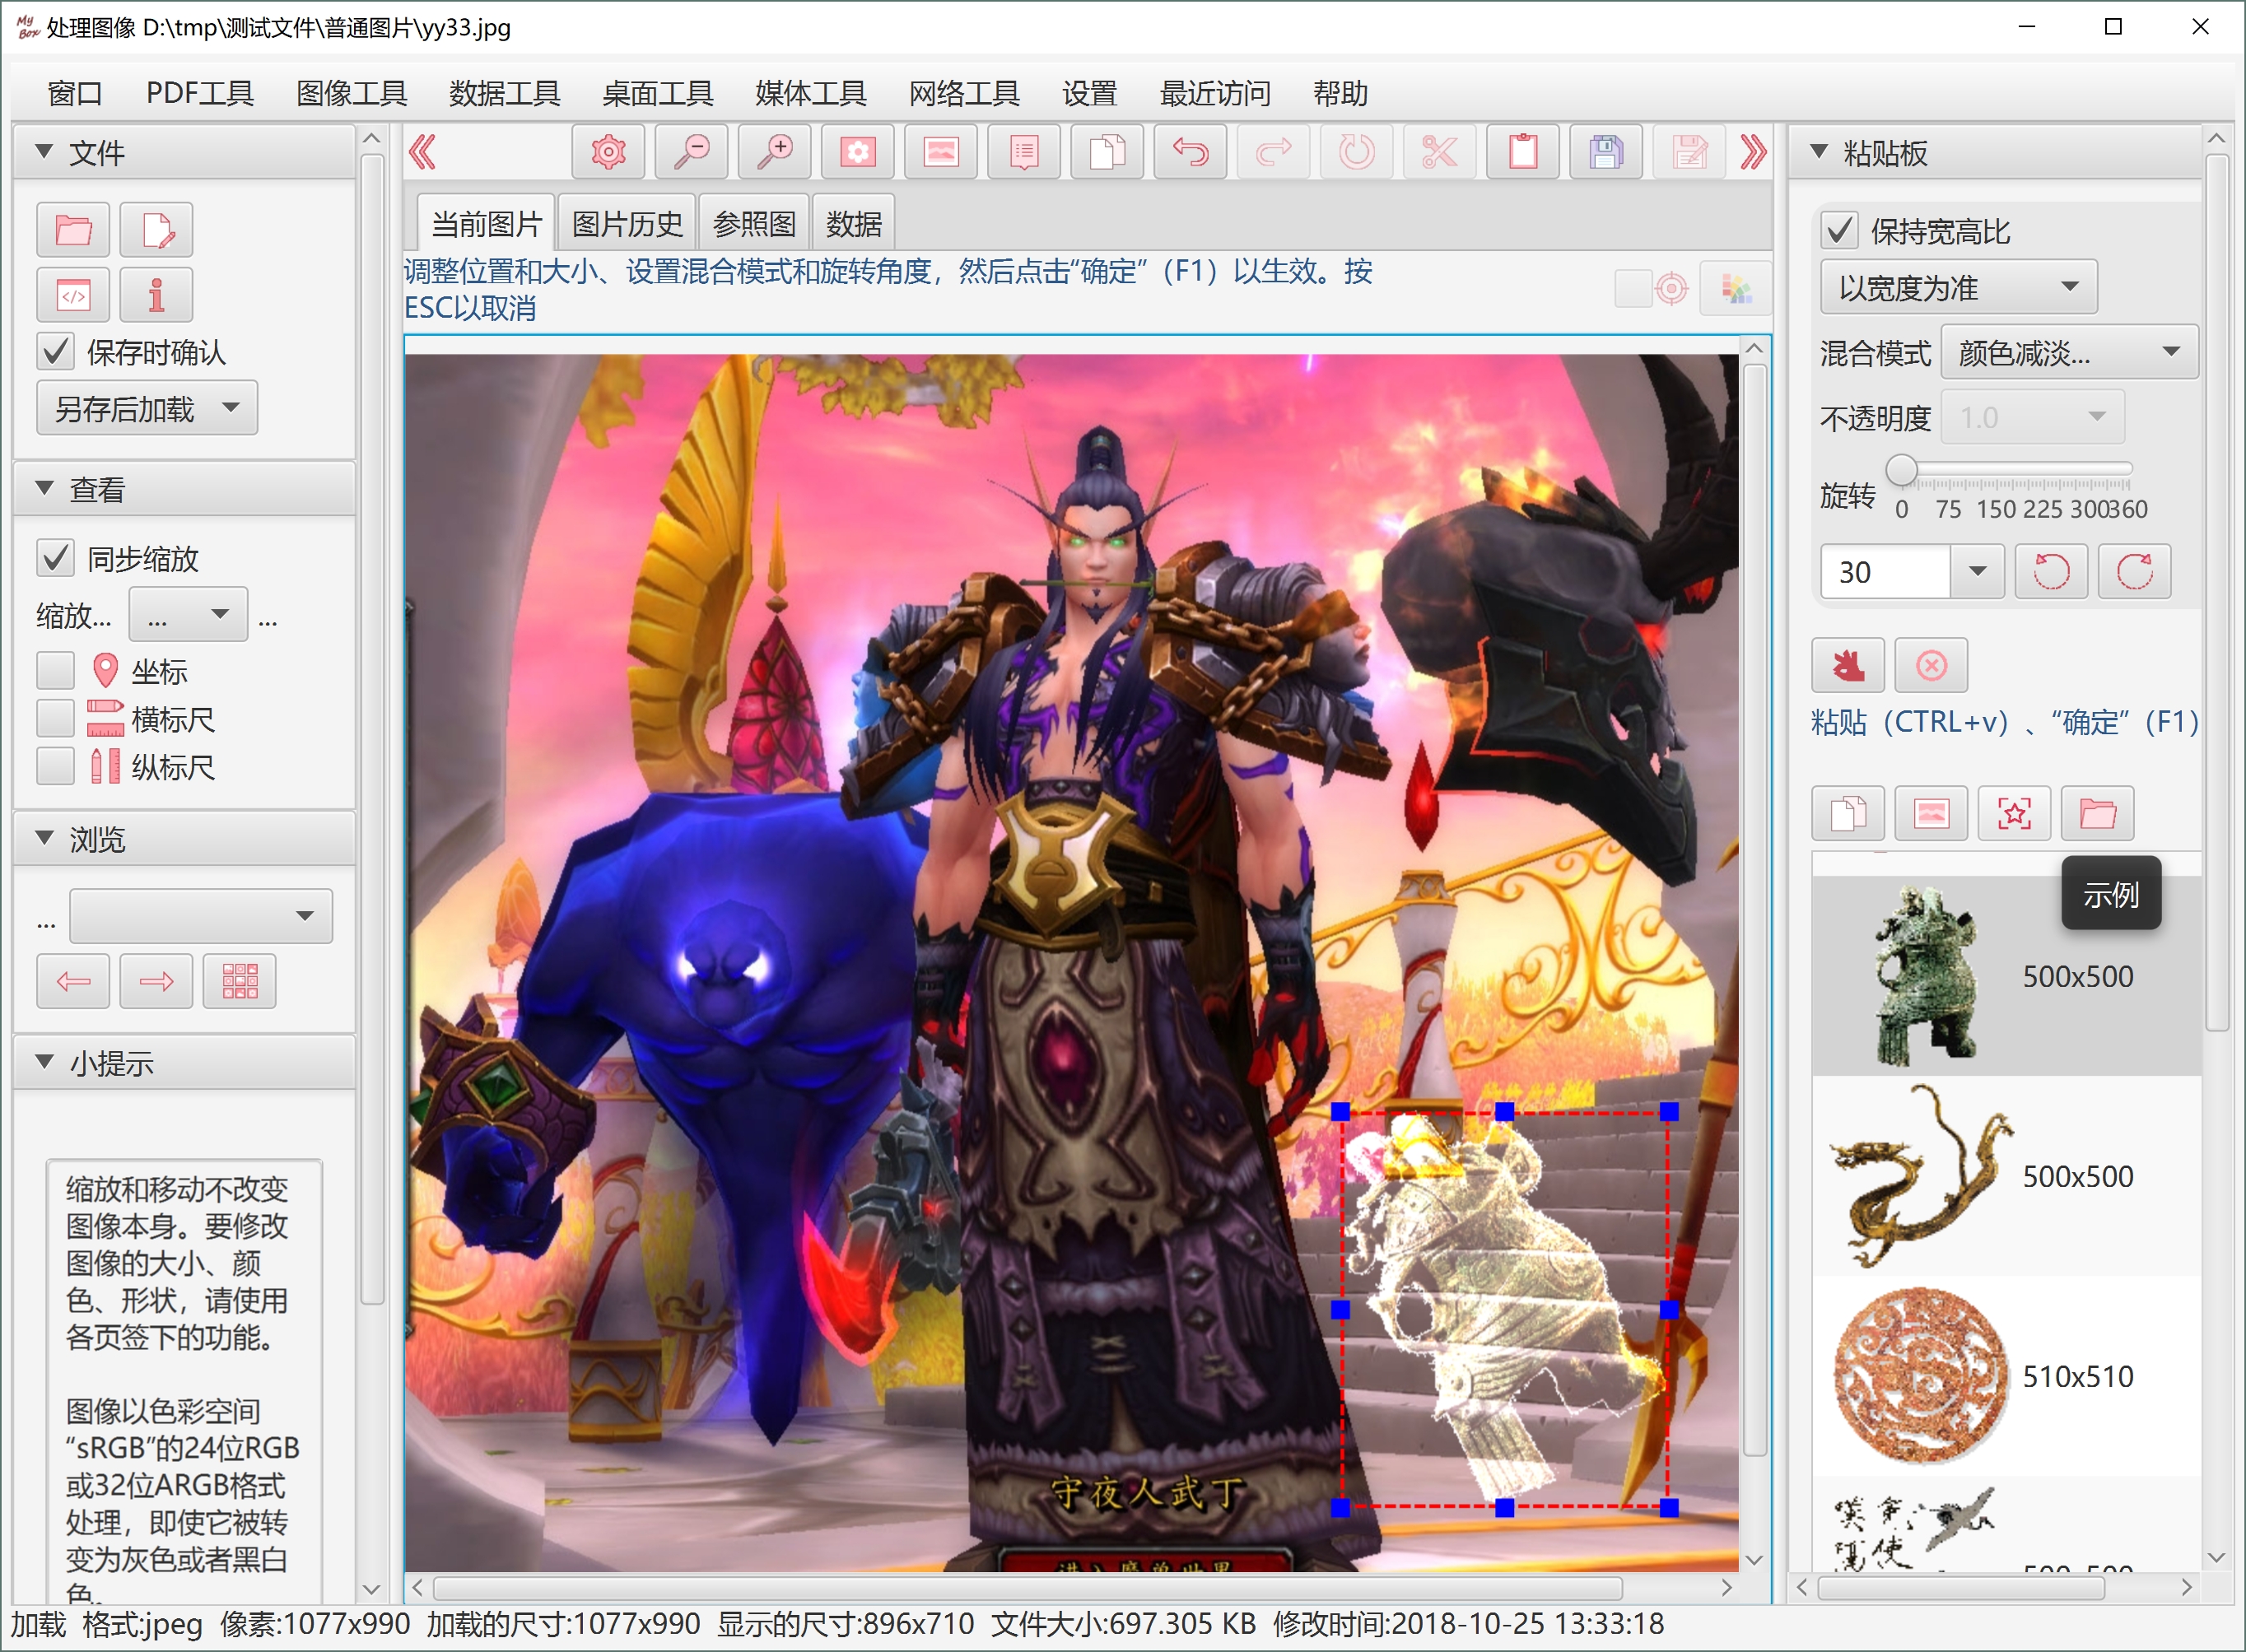 My Box 处理图像 D:\tmp\测试文件\普通图片\yy33.jpg
窗口 PDF工具 图像工具 数据工具 桌面工具 媒体工具 网络工具 设置 最近访问 帮助
文件
保存时确认
另存后加载
查看
同步缩放
缩放... ... ...
坐标
横标尺
纵标尺
浏览
...
小提示
缩放和移动不改变
图像本身。要修改
图像的大小、颜
色、形状，请使用
各页签下的功能。
图像以色彩空间
“sRGB”的24位RGB
或32位ARGB格式
处理，即使它被转
变为灰色或者黑白
色。
当前图片 图片历史 参照图 数据
调整位置和大小、设置混合模式和旋转角度，然后点击“确定”（F1）以生效。按
ESC以取消
守夜人武丁
进入魔兽世界
粘贴板
保持宽高比
以宽度为准
混合模式 颜色减淡...
不透明度 1.0
旋转
0 75 150 225 300 360
30
粘贴（CTRL+v）、“确定”（F1）
示例
500x500
500x500
510x510
加载 格式:jpeg 像素:1077x990 加载的尺寸:1077x990 显示的尺寸:896x710 文件大小:697.305 KB 修改时间:2018-10-25 13:33:18